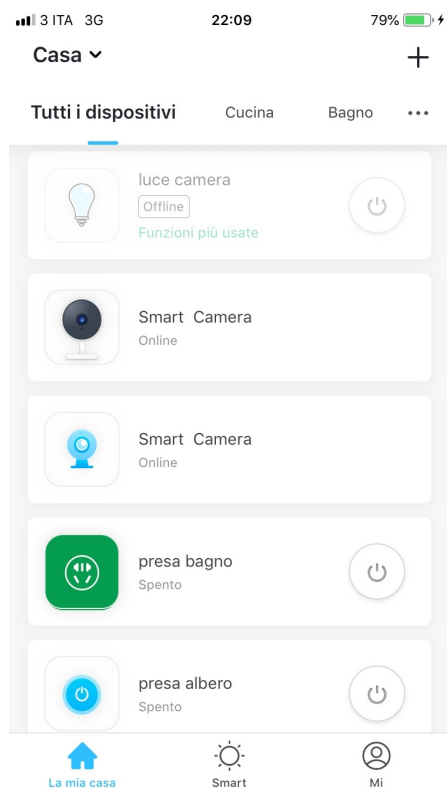 3 ITA 3G 22:09 79%
Casa
Tutti i dispositivi Cucina Bagno
luce camera
Offline
Funzioni più usate
Smart Camera
Online
Smart Camera
Online
presa bagno
Spento
presa albero
Spento
La mia casa Smart Mi